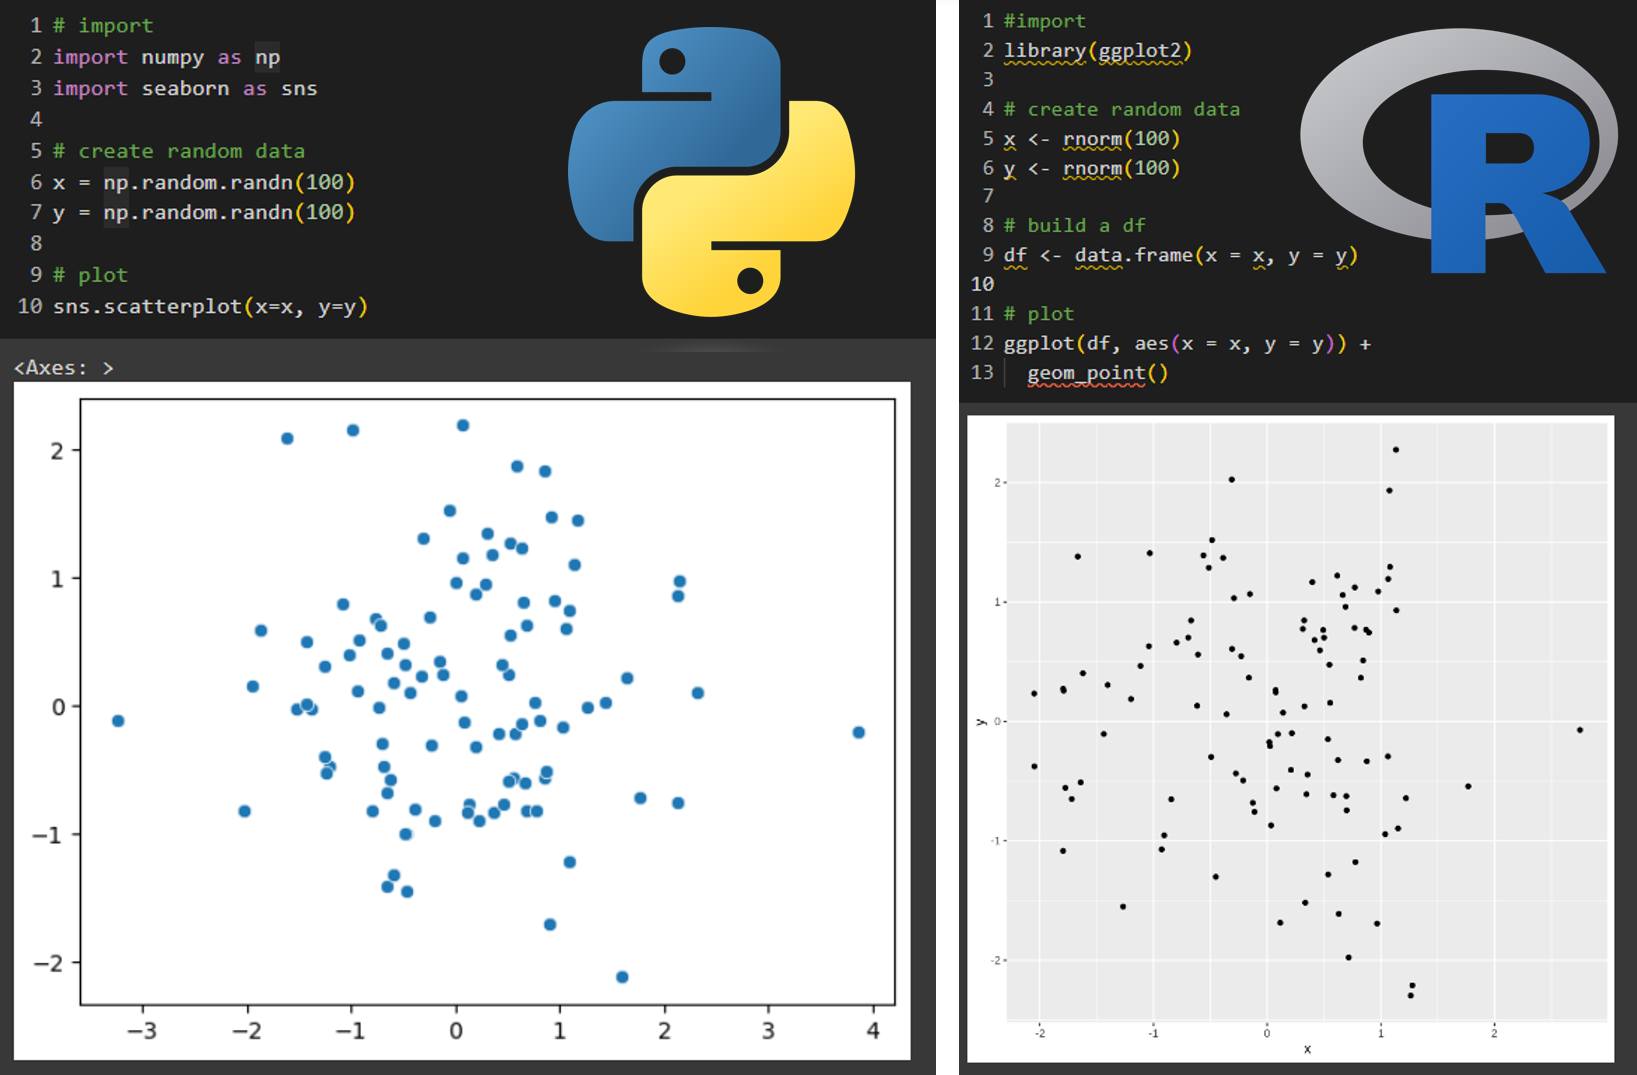 1 # import
2 import numpy as np
3 import seaborn as sns
4
5 # create random data
6 x = np.random.randn(100)
7 y = np.random.randn(100)
8
9 # plot
10 sns.scatterplot(x=x, y=y)
<Axes: >
2
1
0
−1
−2
−3 −2 −1 0 1 2 3 4
1 #import
2 library(ggplot2)
3
4 # create random data
5 x <- rnorm(100)
6 y <- rnorm(100)
7
8 # build a df
9 df <- data.frame(x = x, y = y)
10
11 # plot
12 ggplot(df, aes(x = x, y = y)) +
13 geom_point()
R
2
1
y
0
-1
-2
-2 -1 0 1 2
x